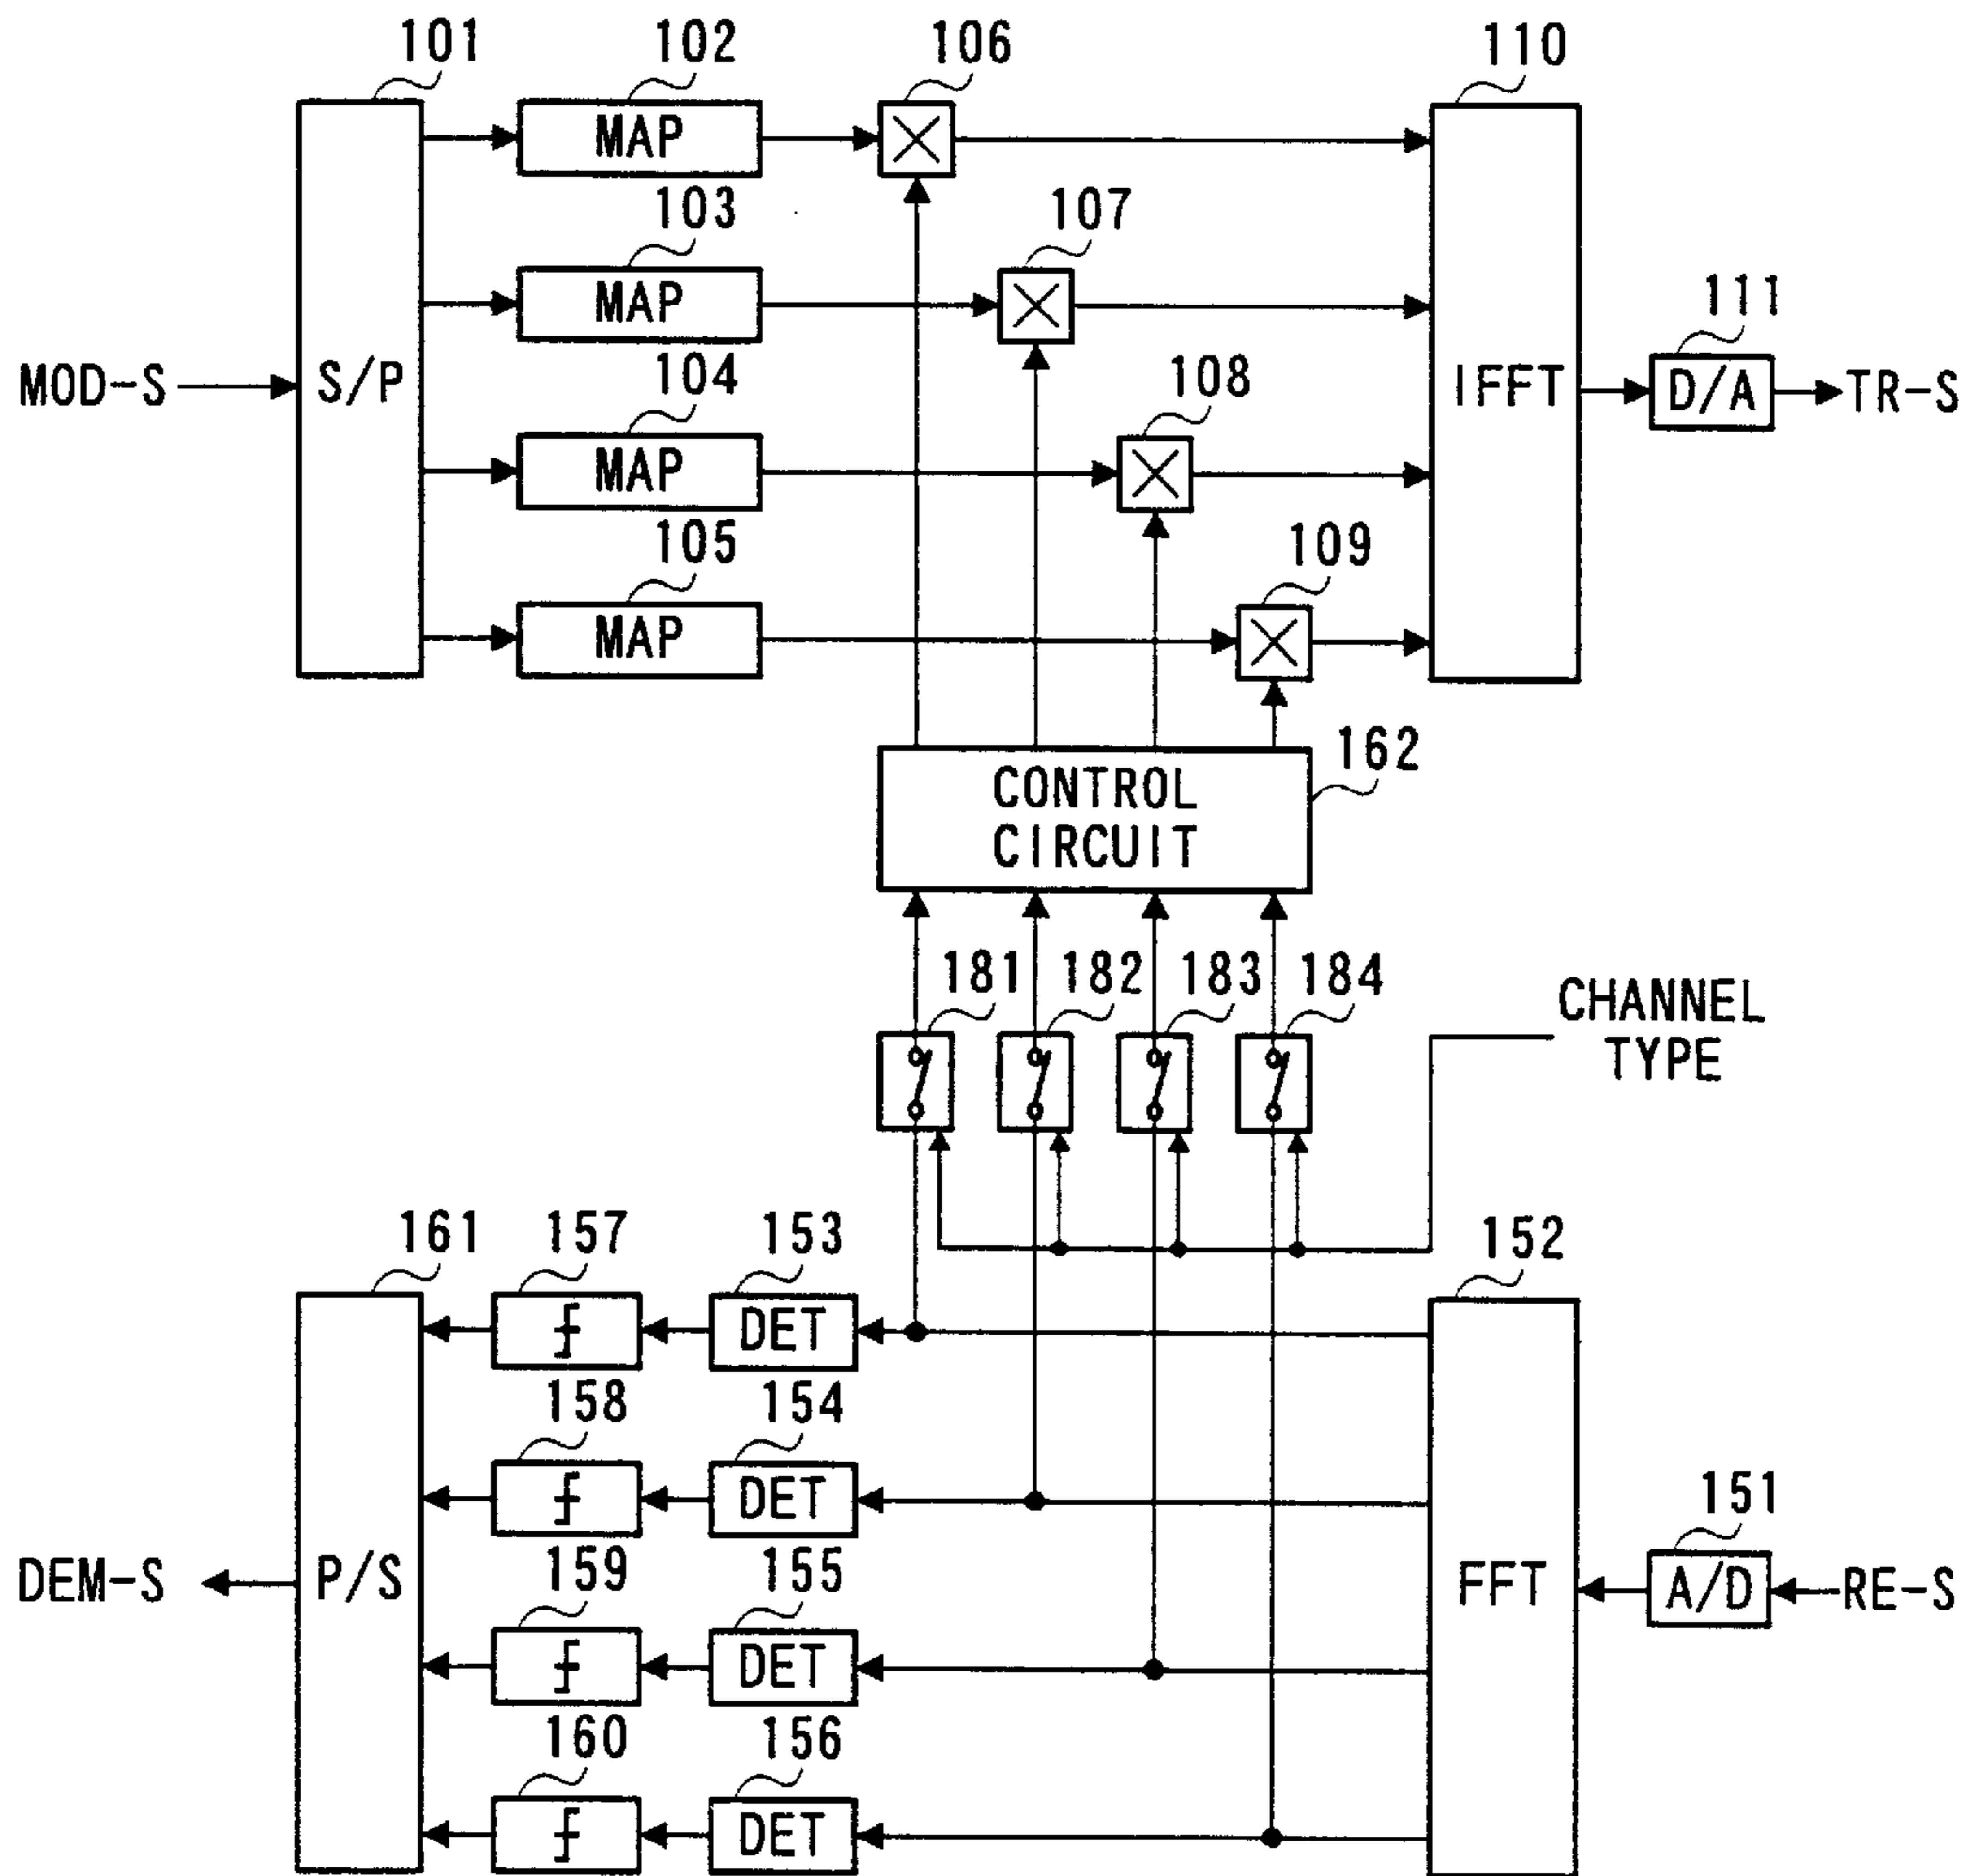 101
102
106
110
MAP
103
107
MAP
111
104
108
MOD-S
S/P
IFFT
D/A
TR-S
MAP
105
109
MAP
162
CONTROL
CIRCUIT
181
182
183
184
CHANNEL
TYPE
161
157
153
152
DET
158
154
151
DET
159
155
DEM-S
P/S
FFT
A/D
RE-S
DET
160
156
DET